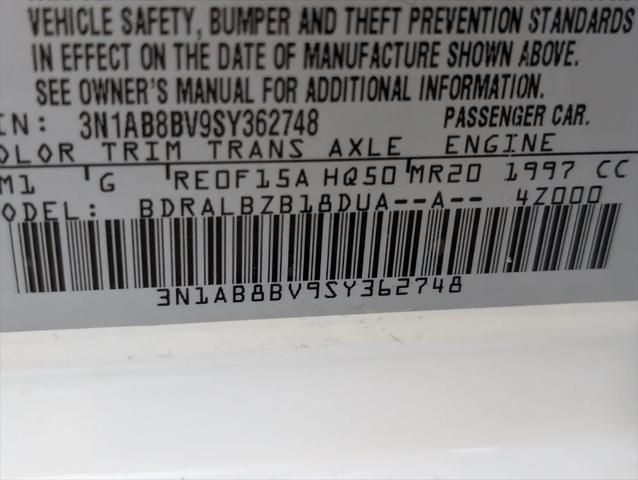 VEHICLE SAFETY, BUMPER AND THEFT PREVENTION STANDARDS
IN EFFECT ON THE DATE OF MANUFACTURE SHOWN ABOVE.
SEE OWNER'S MANUAL FOR ADDITIONAL INFORMATION.
IN: 3N1AB8BV9SY362748 PASSENGER CAR.
OLOR TRIM TRANS AXLE ENGINE
M1 G RE0F15A HQ50 MR20 1997 CC
ODEL: BDRALBZB18DUA--A-- 4Z000
3N1AB8BV9SY362748